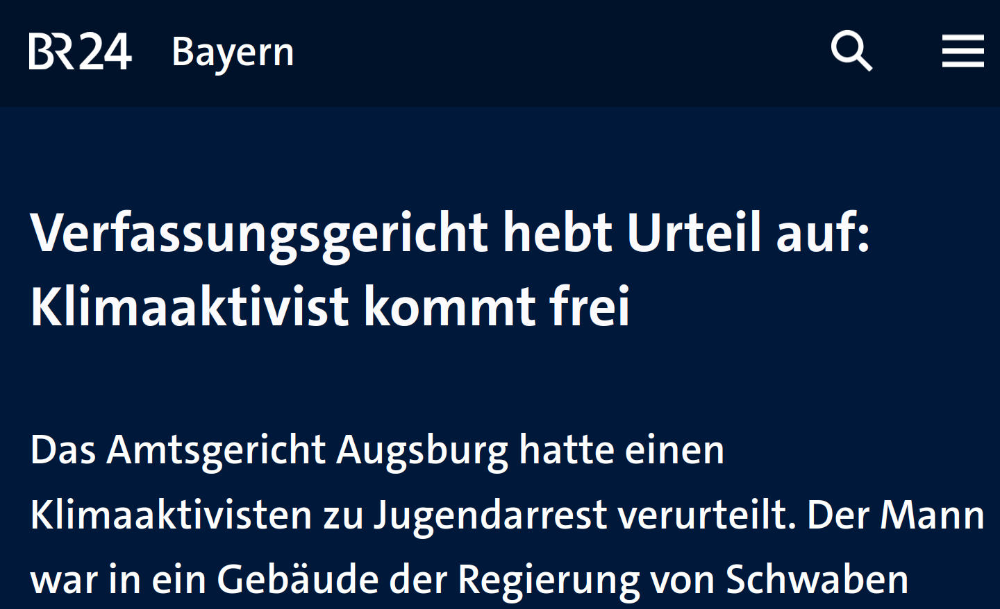 BR24 Bayern
Verfassungsgericht hebt Urteil auf:
Klimaaktivist kommt frei
Das Amtsgericht Augsburg hatte einen
Klimaaktivisten zu Jugendarrest verurteilt. Der Mann
war in ein Gebäude der Regierung von Schwaben